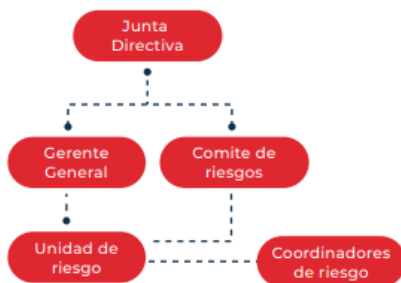 Junta
Directiva
Gerente
General
Comite de
riesgos
Unidad de
riesgo
Coordinadores
de riesgo